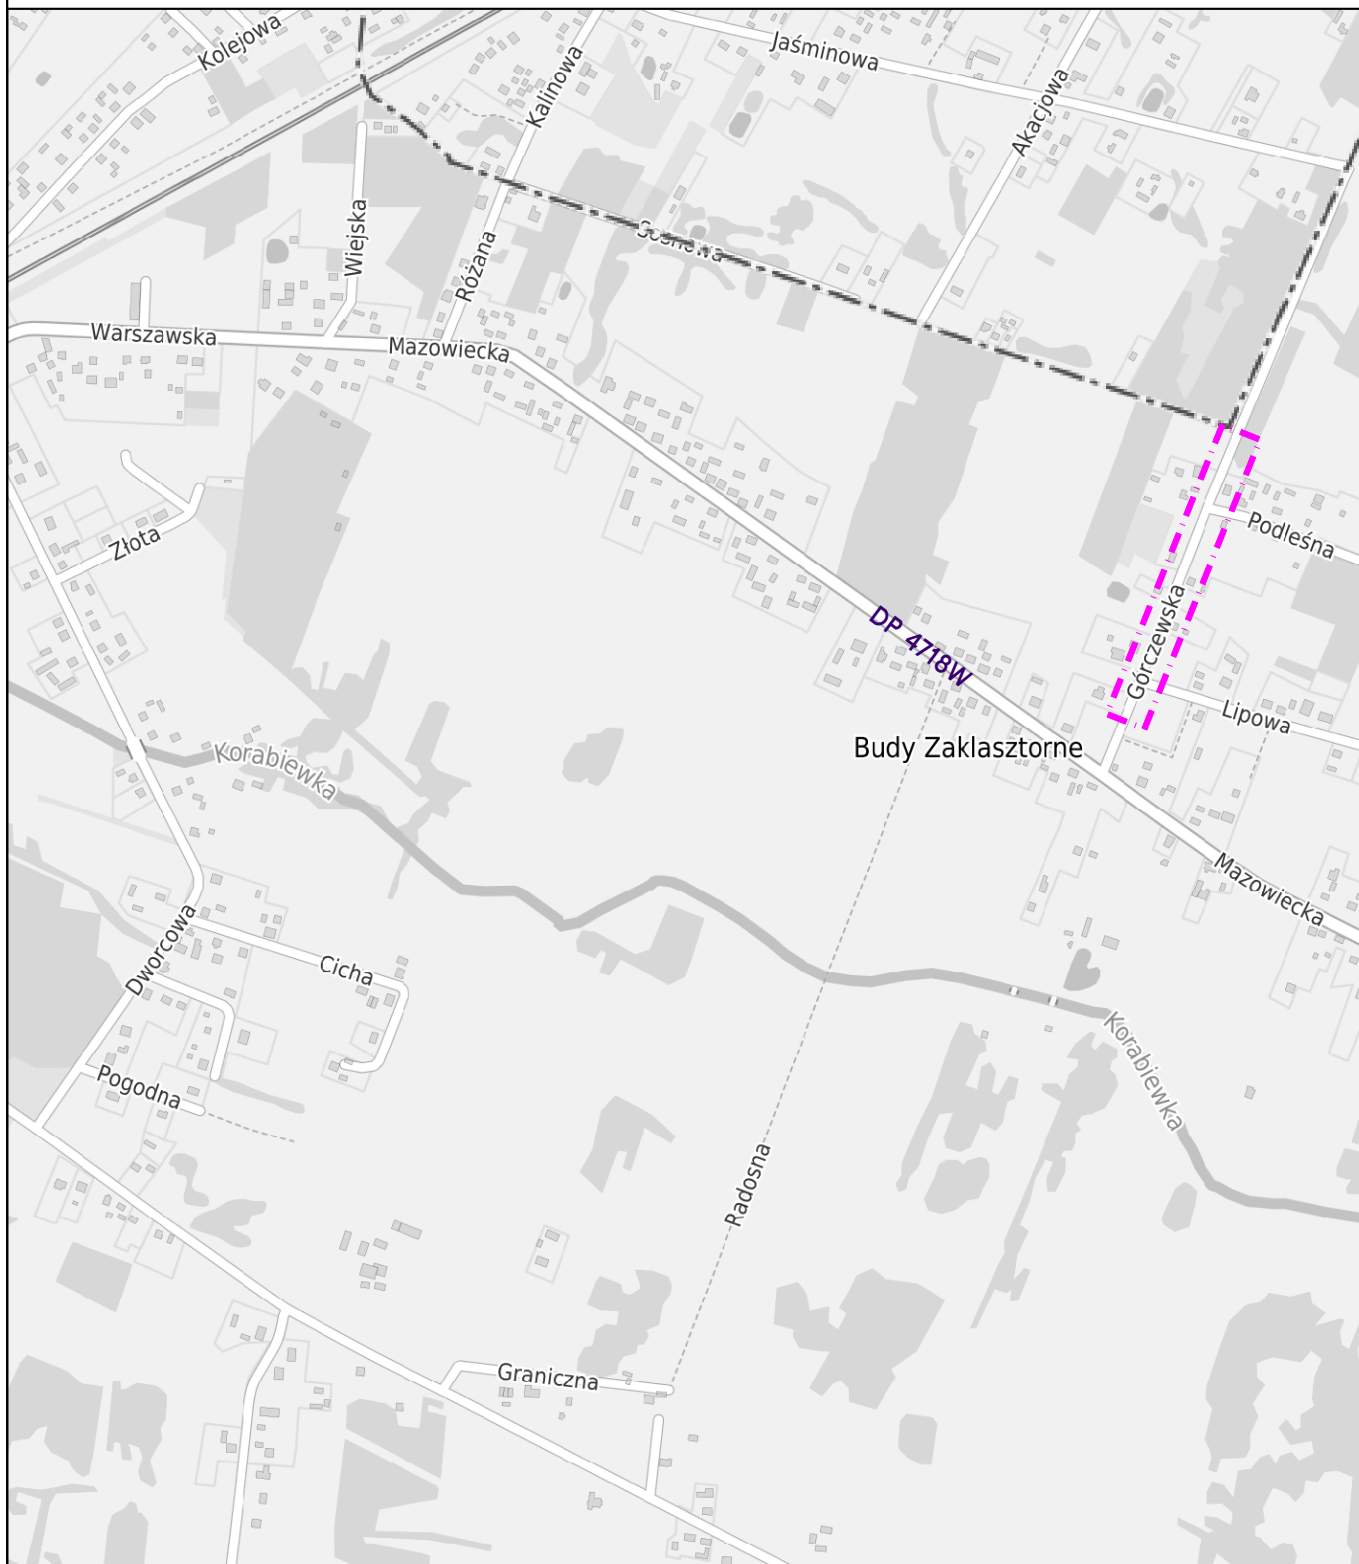 Kolejowa
Jaśminowa
Kalinowa
Akacjowa
Wiejska
Różana
Sosnowa
Warszawska
Mazowiecka
Złota
Podleśna
DP 4718W
Górczewska
Lipowa
Budy Zaklasztorne
Korabiewka
Mazowiecka
Dworcowa
Cicha
Korabiewka
Pogodna
Radosna
Graniczna